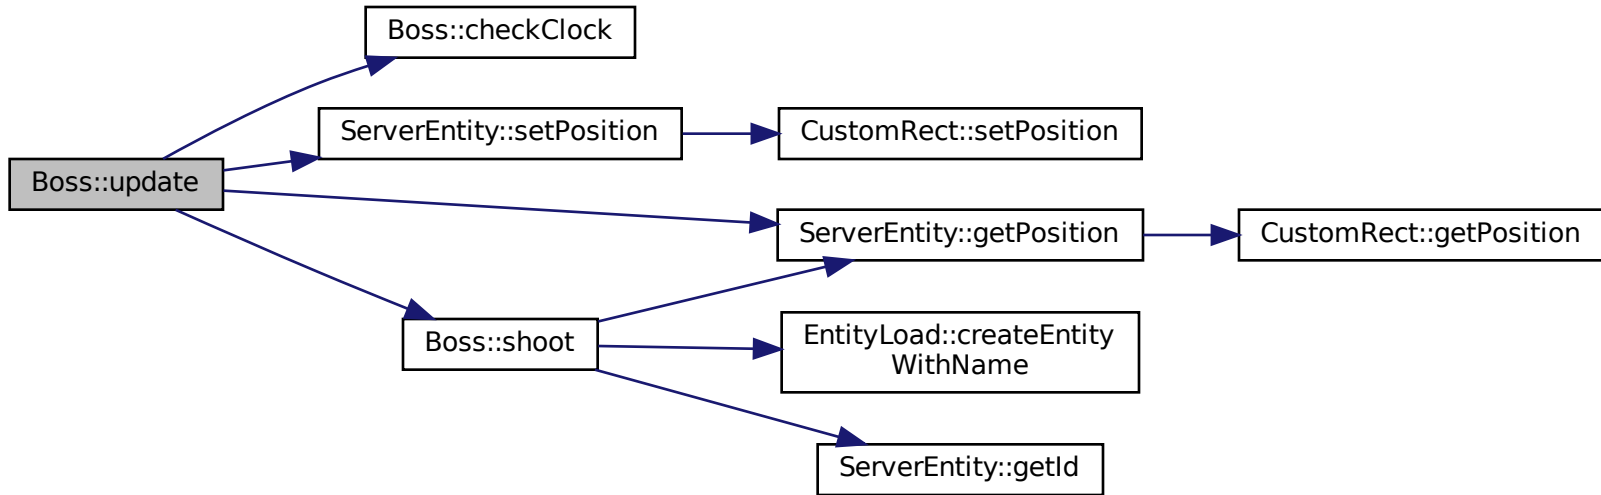 Boss::checkClock
ServerEntity::setPosition
CustomRect::setPosition
Boss::update
ServerEntity::getPosition
CustomRect::getPosition
Boss::shoot
EntityLoad::createEntity
WithName
ServerEntity::getId